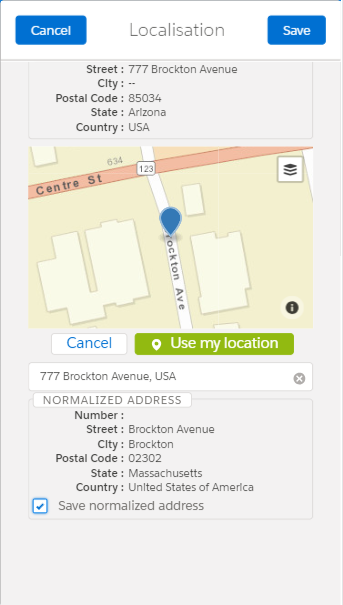 Cancel
Localisation
Save
Street : 777 Brockton Avenue
City : --
Postal Code : 85034
State : Arizona
Country : USA
634
123
Centre St
Brockton Ave
Cancel
Use my location
777 Brockton Avenue, USA
NORMALIZED ADDRESS
Number :
Street : Brockton Avenue
City : Brockton
Postal Code : 02302
State : Massachusetts
Country : United States of America
Save normalized address